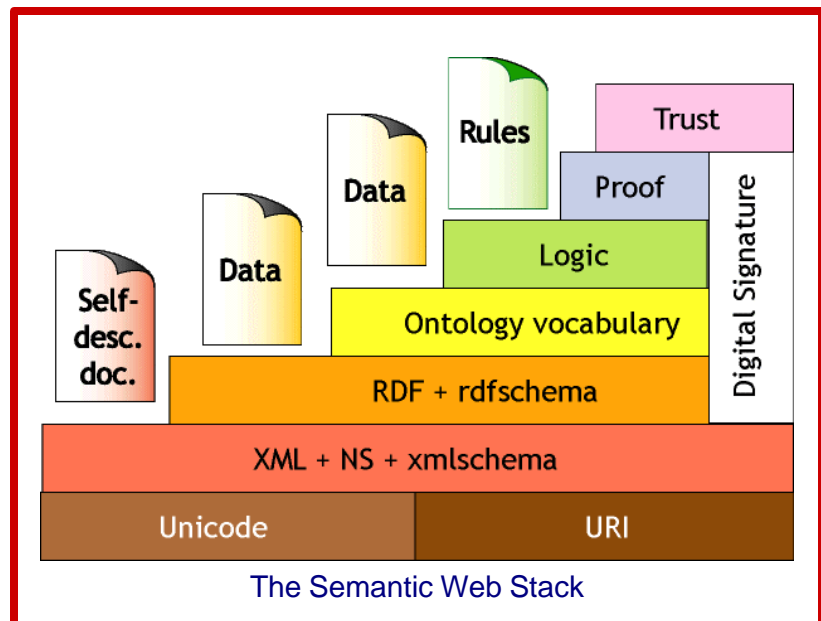 Rules
Trust
Data
Proof
Data
Logic
Self-
desc.
doc.
Ontology vocabulary
Digital Signature
RDF + rdfschema
XML + NS + xmlschema
Unicode
URI
The Semantic Web Stack